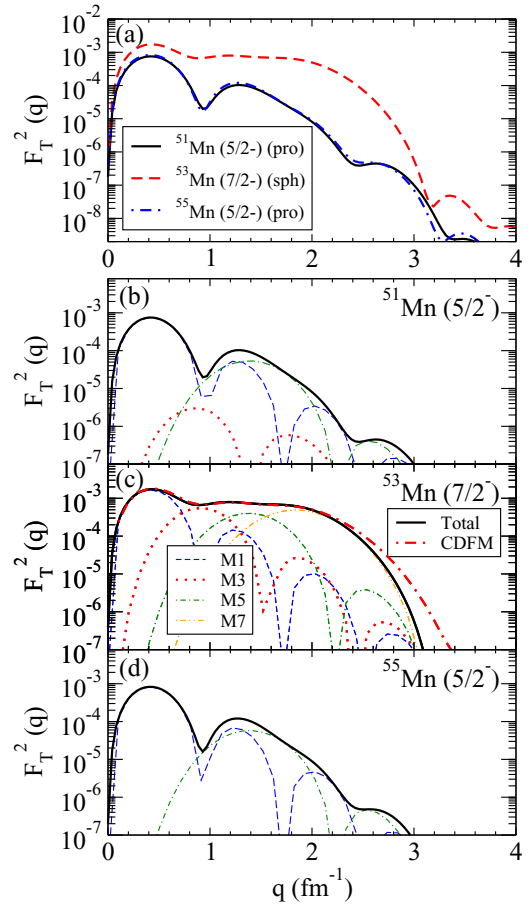 (a)
10^-2
10^-3
10^-4
10^-5
10^-6
10^-7
10^-8
F_T^2 (q)
51Mn (5/2-) (pro)
53Mn (7/2-) (sph)
55Mn (5/2-) (pro)
0 1 2 3 4
(b)
51Mn (5/2^-)
10^-3
10^-4
10^-5
10^-6
10^-7
F_T^2 (q)
(c)
53Mn (7/2^-)
10^-3
10^-4
10^-5
10^-6
10^-7
F_T^2 (q)
Total
CDFM
M1
M3
M5
M7
(d)
55Mn (5/2^-)
10^-3
10^-4
10^-5
10^-6
10^-7
F_T^2 (q)
0 1 2 3 4
q (fm^-1)